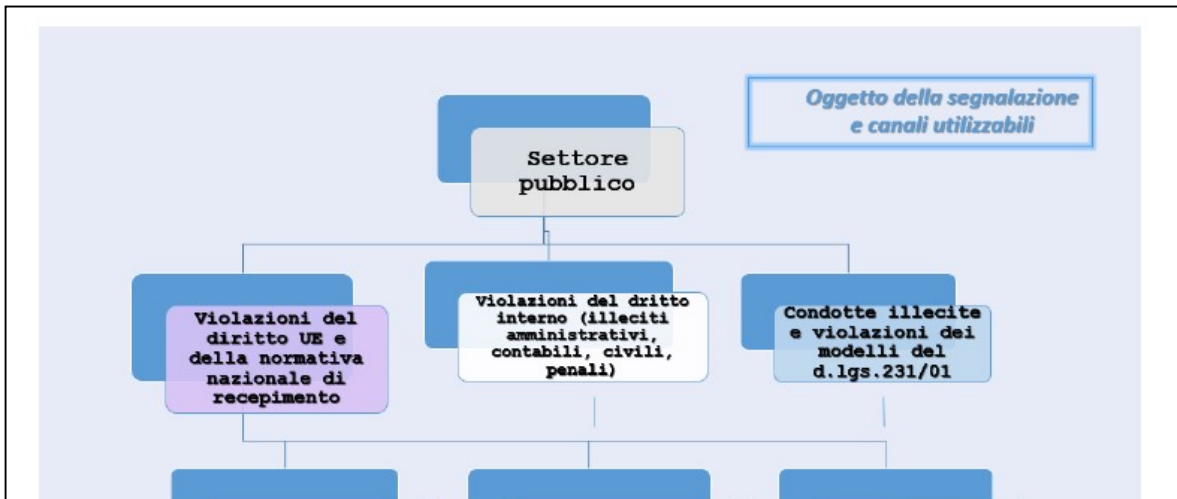 Oggetto della segnalazione
e canali utilizzabili
Settore
pubblico
Violazioni del
diritto UE e
della normativa
nazionale di
recepimento
Violazioni del dritto
interno (illeciti
amministrativi,
contabili, civili,
penali)
Condotte illecite
e violazioni dei
modelli del
d.lgs.231/01